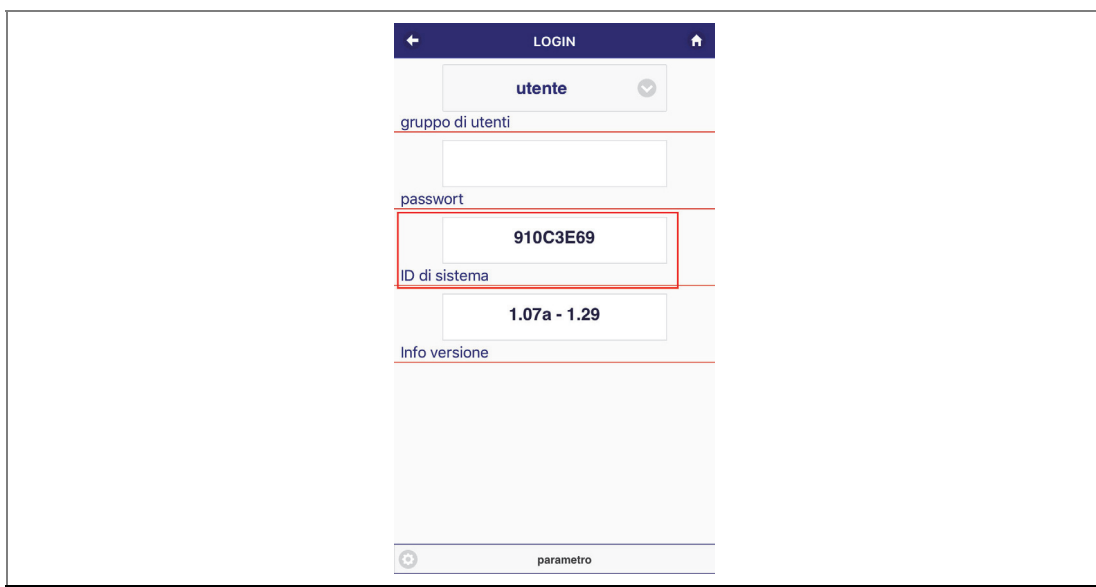 LOGIN
utente
gruppo di utenti
passwort
910C3E69
ID di sistema
1.07a - 1.29
Info versione
parametro